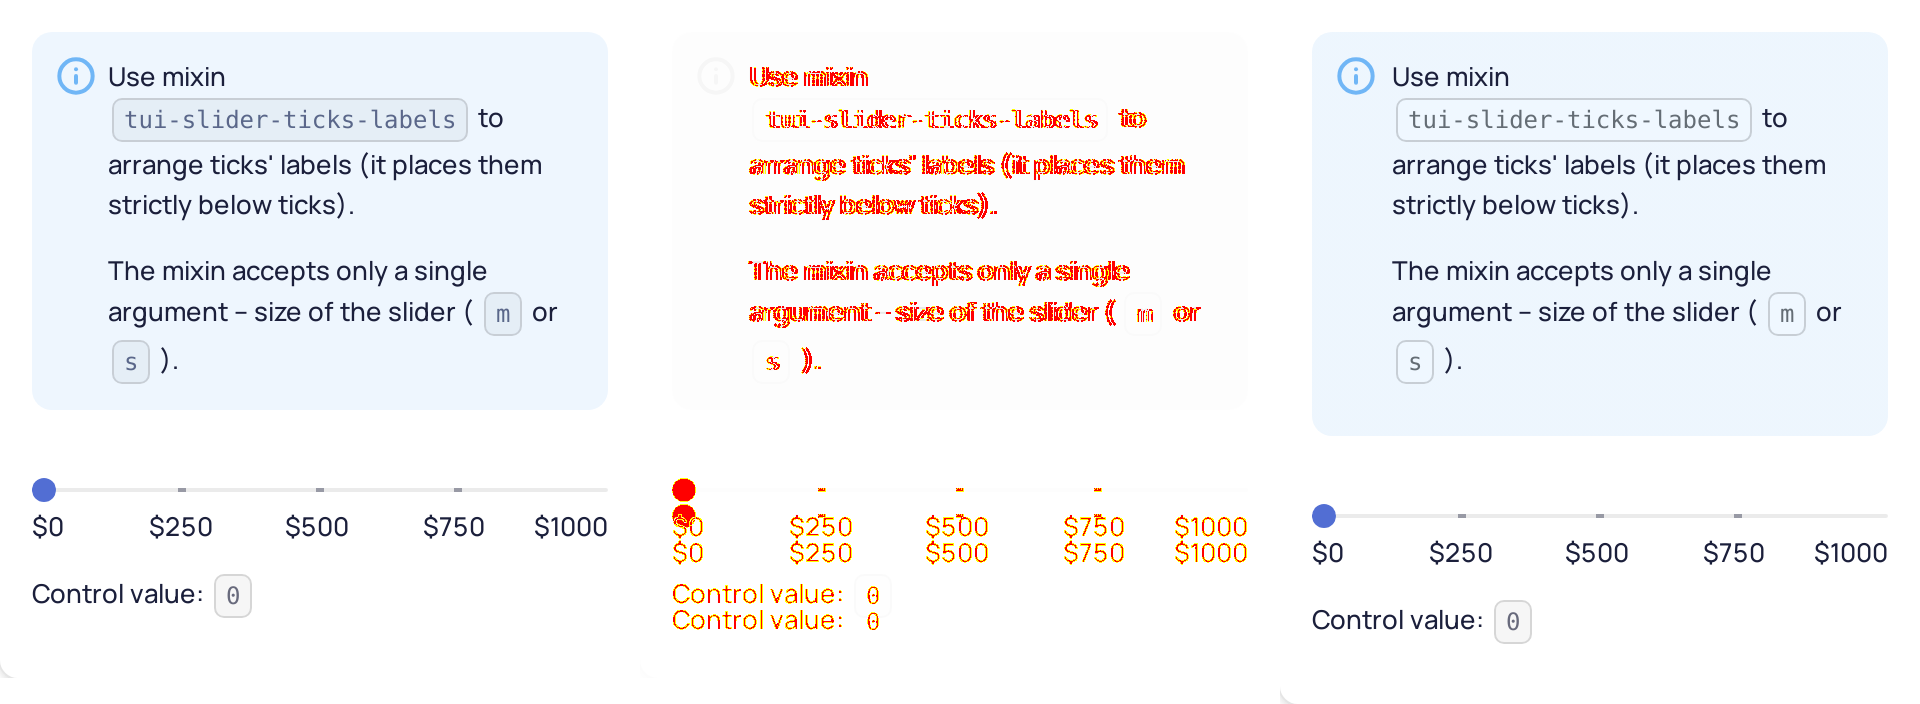 Use mixin
tui-slider-ticks-labels to
arrange ticks' labels (it places them
strictly below ticks).
The mixin accepts only a single
argument – size of the slider ( m or
s ).
$0 $250 $500 $750 $1000
Control value: 0
Use mixin
tui-slider-ticks-labels to
arrange ticks' labels (it places them
strictly below ticks).
The mixin accepts only a single
argument - size of the slider ( m or
s ).
$0 $250 $500 $750 $1000
$0 $250 $500 $750 $1000
Control value: 0
Control value: 0
Use mixin
tui-slider-ticks-labels to
arrange ticks' labels (it places them
strictly below ticks).
The mixin accepts only a single
argument – size of the slider ( m or
s ).
$0 $250 $500 $750 $1000
Control value: 0